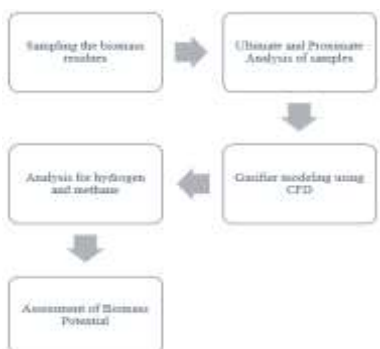 Sampling the biomass
residues
Ultimate and Proximate
Analysis of samples
Gasifier modeling using
CFD
Analysis for hydrogen
and methane
Assessment of Biomass
Potential